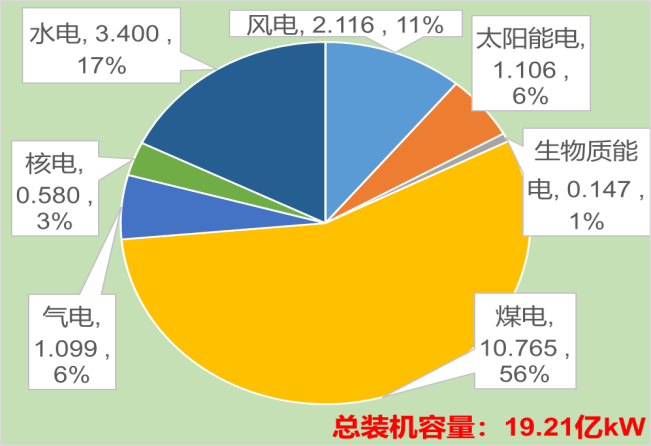 水电, 3.400 ,
17%
风电, 2.116 , 11%
太阳能电,
1.106 ,
6%
生物质能
电, 0.147 ,
1%
核电,
0.580 ,
3%
气电,
1.099 ,
6%
煤电,
10.765 ,
56%
总装机容量：19.21亿kW